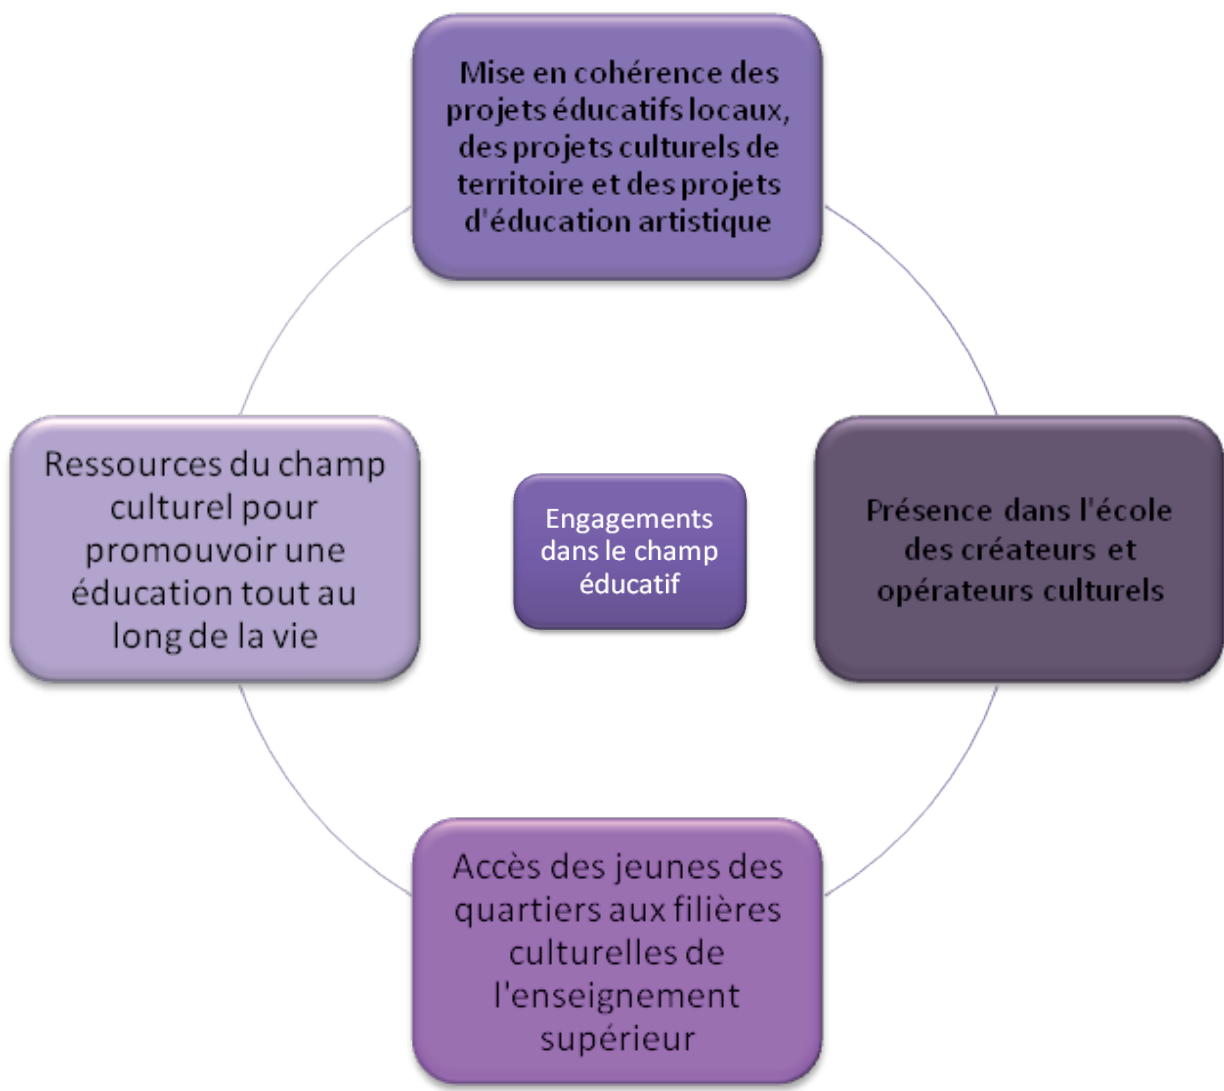 Mise en cohérence des
projets éducatifs locaux,
des projets culturels de
territoire et des projets
d'éducation artistique
Ressources du champ
culturel pour
promouvoir une
éducation tout au
long de la vie
Engagements
dans le champ
éducatif
Présence dans l'école
des créateurs et
opérateurs culturels
Accès des jeunes des
quartiers aux filières
culturelles de
l'enseignement
supérieur